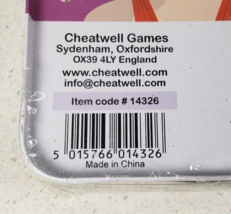 Cheatwell Games
Sydenham, Oxfordshire
OX39 4LY England
www.cheatwell.com
info@cheatwell.com
Item code # 14326
5 015766 014326
Made in China